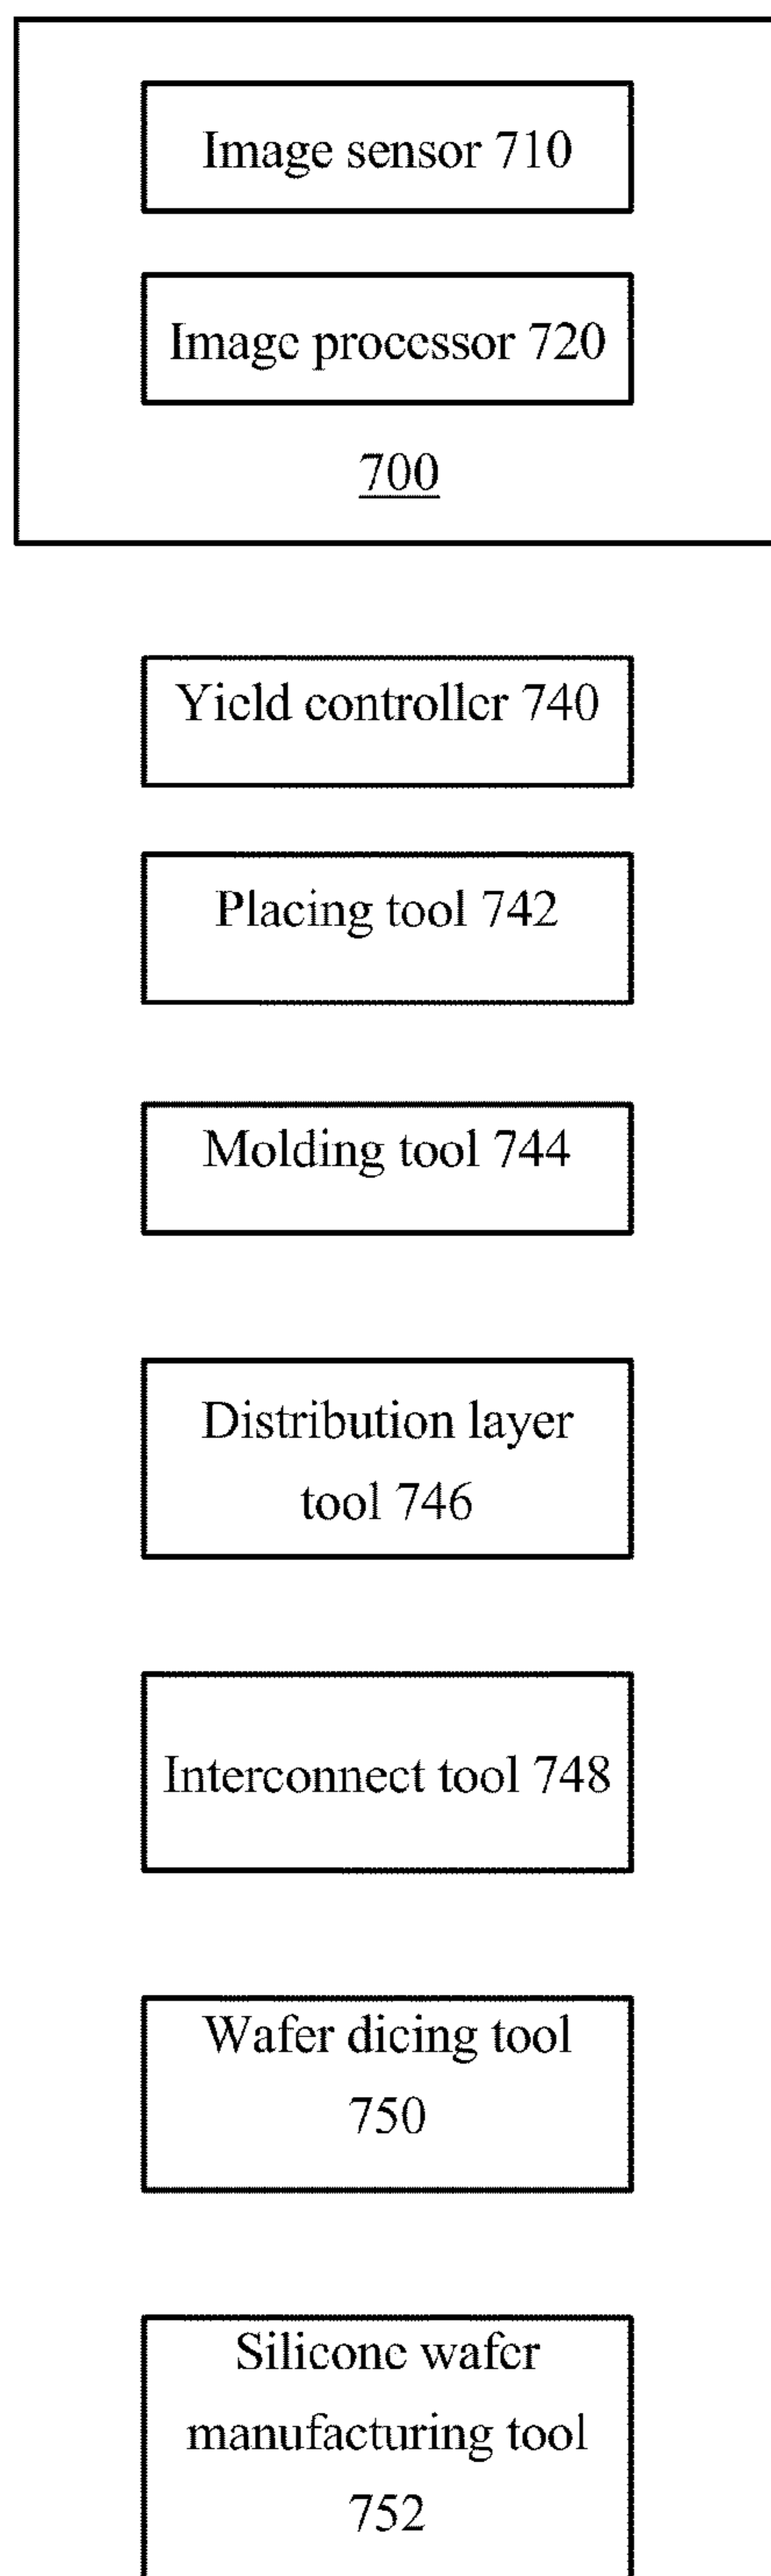 Image sensor 710
Image processor 720
700
Yield controller 740
Placing tool 742
Molding tool 744
Distribution layer
tool 746
Interconnect tool 748
Wafer dicing tool
750
Silicone wafer
manufacturing tool
752